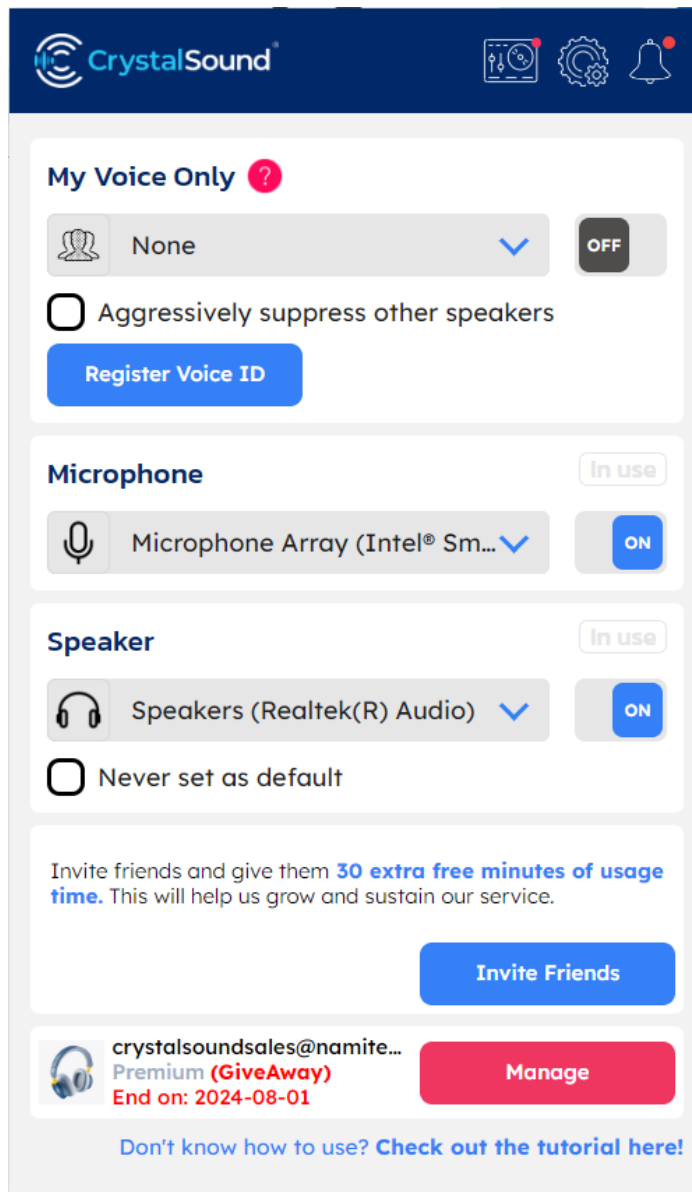 CrystalSound®
My Voice Only ?
None
OFF
Aggressively suppress other speakers
Register Voice ID
Microphone
In use
Microphone Array (Intel® Sm...
ON
Speaker
In use
Speakers (Realtek(R) Audio)
ON
Never set as default
Invite friends and give them 30 extra free minutes of usage
time. This will help us grow and sustain our service.
Invite Friends
crystalsoundsales@namite...
Premium (GiveAway)
End on: 2024-08-01
Manage
Don't know how to use? Check out the tutorial here!